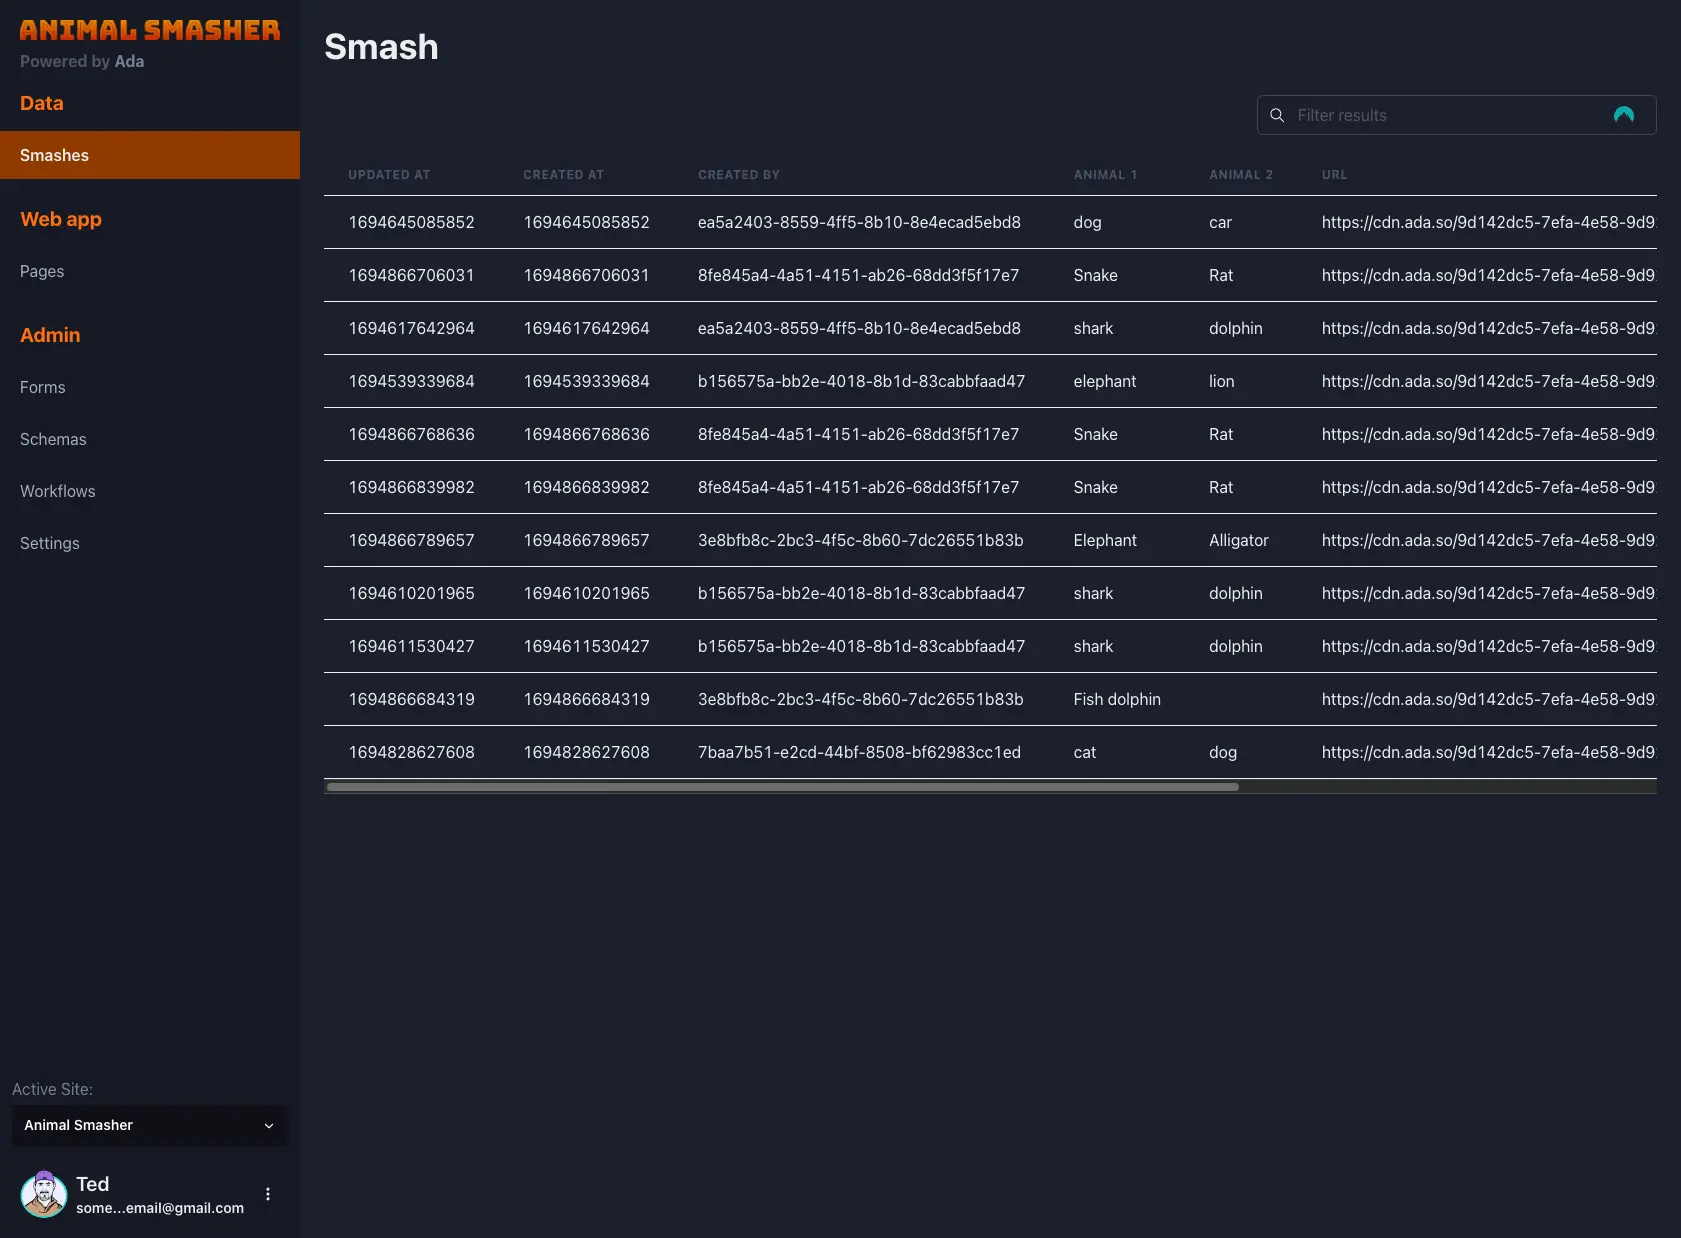 ANIMAL SMASHER
Powered by Ada
Data
Smashes
Web app
Pages
Admin
Forms
Schemas
Workflows
Settings
Active Site:
Animal Smasher
Ted
some...email@gmail.com
Smash
Filter results
UPDATED AT CREATED AT CREATED BY ANIMAL 1 ANIMAL 2 URL
1694645085852 1694645085852 ea5a2403-8559-4ff5-8b10-8e4ecad5ebd8 dog car https://cdn.ada.so/9d142dc5-7efa-4e58-9d9
1694866706031 1694866706031 8fe845a4-4a51-4151-ab26-68dd3f5f17e7 Snake Rat https://cdn.ada.so/9d142dc5-7efa-4e58-9d9
1694617642964 1694617642964 ea5a2403-8559-4ff5-8b10-8e4ecad5ebd8 shark dolphin https://cdn.ada.so/9d142dc5-7efa-4e58-9d9
1694539339684 1694539339684 b156575a-bb2e-4018-8b1d-83cabbfaad47 elephant lion https://cdn.ada.so/9d142dc5-7efa-4e58-9d9
1694866768636 1694866768636 8fe845a4-4a51-4151-ab26-68dd3f5f17e7 Snake Rat https://cdn.ada.so/9d142dc5-7efa-4e58-9d9
1694866839982 1694866839982 8fe845a4-4a51-4151-ab26-68dd3f5f17e7 Snake Rat https://cdn.ada.so/9d142dc5-7efa-4e58-9d9
1694866789657 1694866789657 3e8bfb8c-2bc3-4f5c-8b60-7dc26551b83b Elephant Alligator https://cdn.ada.so/9d142dc5-7efa-4e58-9d9
1694610201965 1694610201965 b156575a-bb2e-4018-8b1d-83cabbfaad47 shark dolphin https://cdn.ada.so/9d142dc5-7efa-4e58-9d9
1694611530427 1694611530427 b156575a-bb2e-4018-8b1d-83cabbfaad47 shark dolphin https://cdn.ada.so/9d142dc5-7efa-4e58-9d9
1694866684319 1694866684319 3e8bfb8c-2bc3-4f5c-8b60-7dc26551b83b Fish dolphin https://cdn.ada.so/9d142dc5-7efa-4e58-9d9
1694828627608 1694828627608 7baa7b51-e2cd-44bf-8508-bf62983cc1ed cat dog https://cdn.ada.so/9d142dc5-7efa-4e58-9d9